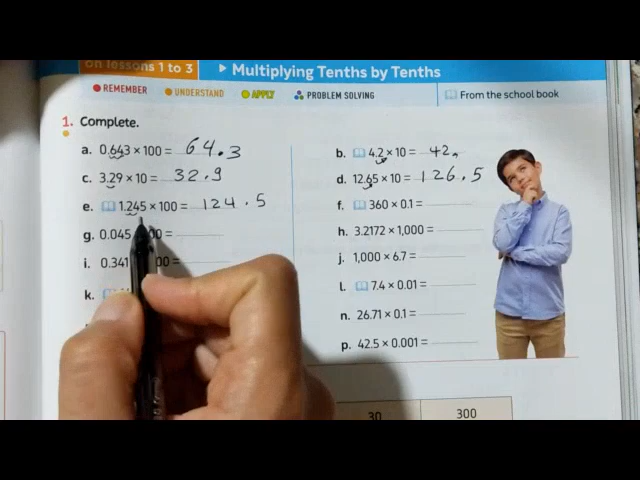 on lessons 1 to 3
▶ Multiplying Tenths by Tenths
REMEMBER UNDERSTAND APPLY PROBLEM SOLVING From the school book
1. Complete.
a. 0.643 × 100 = 64.3
b. 4.2 × 10 = 42.
c. 3.29 × 10 = 32.9
d. 12.65 × 10 = 126.5
e. 1.245 × 100 = 124.5
f. 360 × 0.1 =
g. 0.045 00 =
h. 3.2172 × 1,000 =
i. 0.341 00 =
j. 1,000 × 6.7 =
k.
l. 7.4 × 0.01 =
n. 26.71 × 0.1 =
p. 42.5 × 0.001 =
30 300